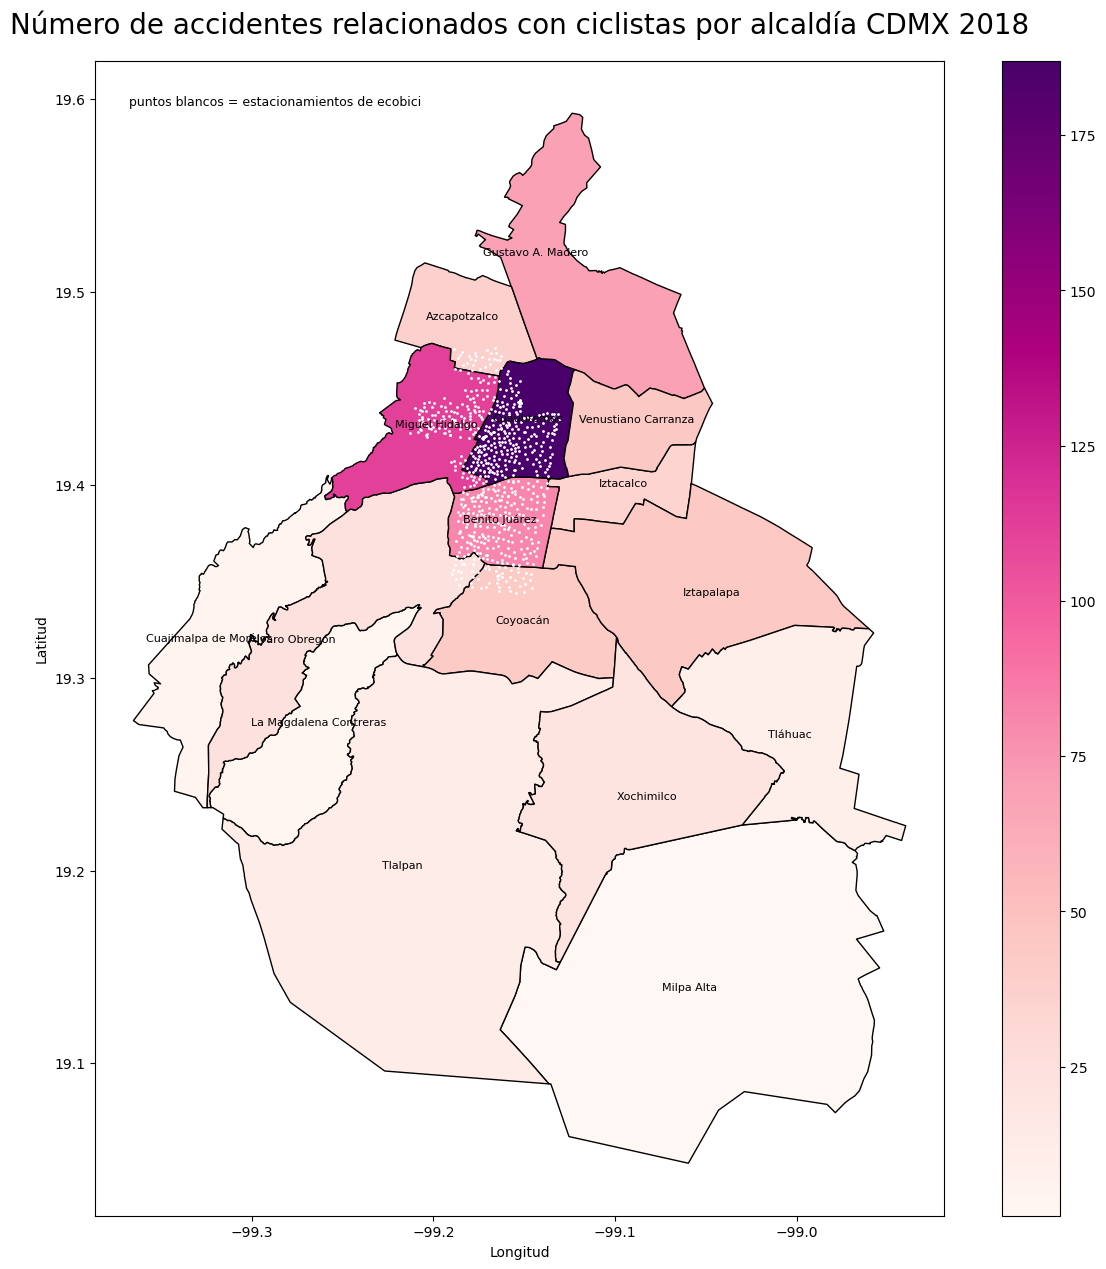 Número de accidentes relacionados con ciclistas por alcaldía CDMX 2018
puntos blancos = estacionamientos de ecobici
19.6
19.5
19.4
19.3
19.2
19.1
Latitud
Gustavo A. Madero
Azcapotzalco
Miguel Hidalgo
Venustiano Carranza
Iztacalco
Benito Juárez
Iztapalapa
Coyoacán
Cuajimalpa de Morelos
Álvaro Obregón
La Magdalena Contreras
Tláhuac
Xochimilco
Tlalpan
Milpa Alta
−99.3
−99.2
−99.1
−99.0
Longitud
175
150
125
100
75
50
25